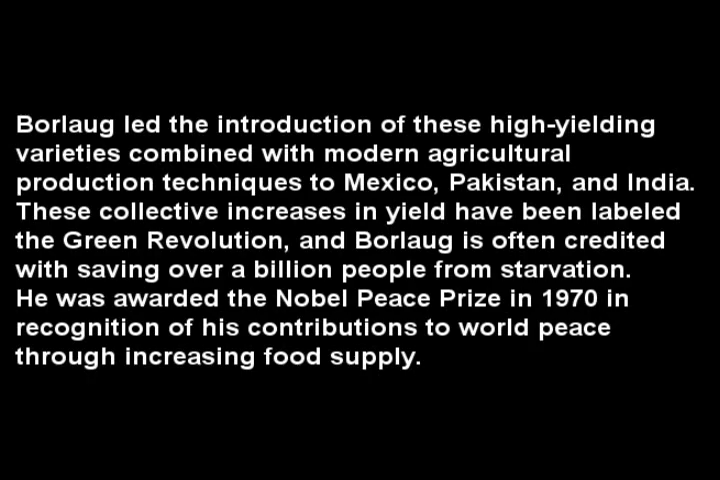 Borlaug led the introduction of these high-yielding
varieties combined with modern agricultural
production techniques to Mexico, Pakistan, and India.
These collective increases in yield have been labeled
the Green Revolution, and Borlaug is often credited
with saving over a billion people from starvation.
He was awarded the Nobel Peace Prize in 1970 in
recognition of his contributions to world peace
through increasing food supply.